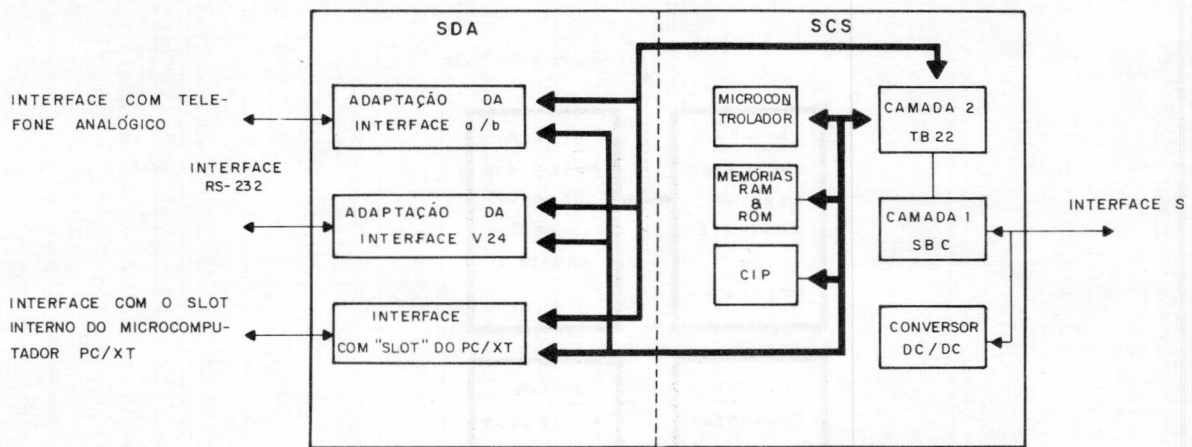 SDA
SCS
INTERFACE COM TELE-
FONE ANALÓGICO
ADAPTAÇÃO DA
INTERFACE a/b
MICROCON
TROLADOR
CAMADA 2
TB 22
INTERFACE
RS-232
ADAPTAÇÃO DA
INTERFACE V24
MEMÓRIAS
RAM
&
ROM
CAMADA 1
SBC
INTERFACE S
CIP
INTERFACE COM O SLOT
INTERNO DO MICROCOMPU-
TADOR PC/XT
INTERFACE
COM "SLOT" DO PC/XT
CONVERSOR
DC/DC